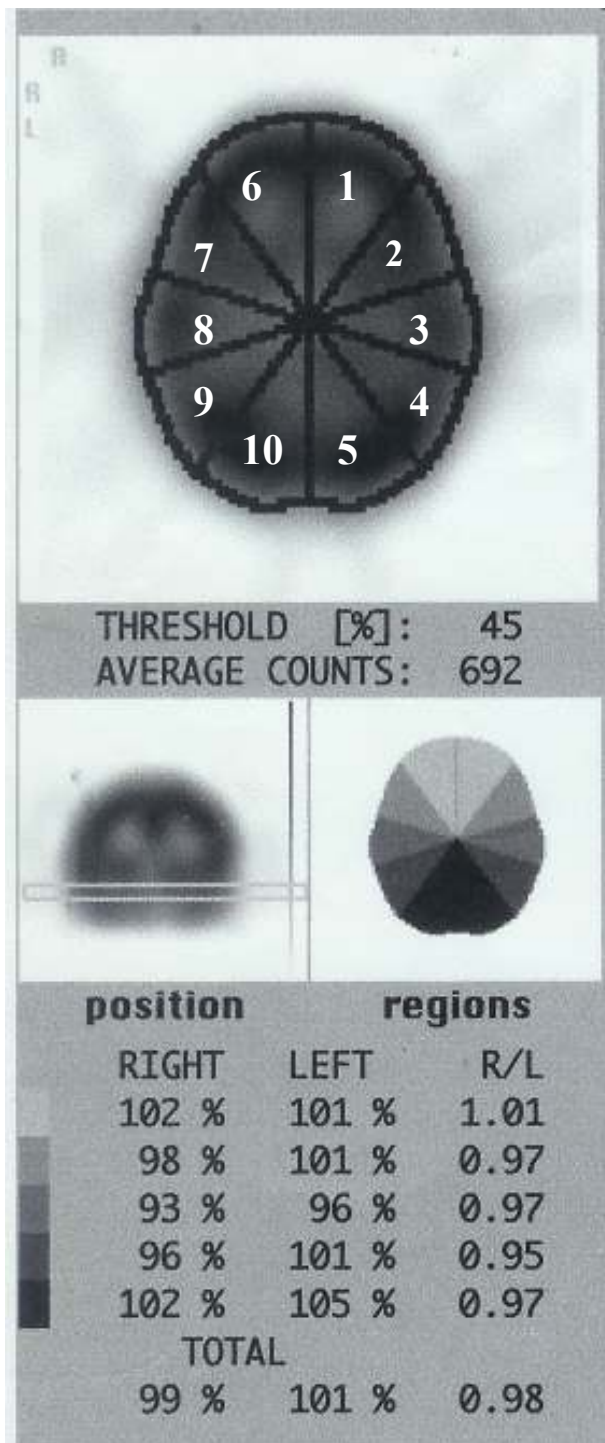 R
R
L
6 1
7 2
8 3
9 4
10 5
THRESHOLD [%]: 45
AVERAGE COUNTS: 692
position regions
RIGHT LEFT R/L
102 % 101 % 1.01
98 % 101 % 0.97
93 % 96 % 0.97
96 % 101 % 0.95
102 % 105 % 0.97
TOTAL
99 % 101 % 0.98